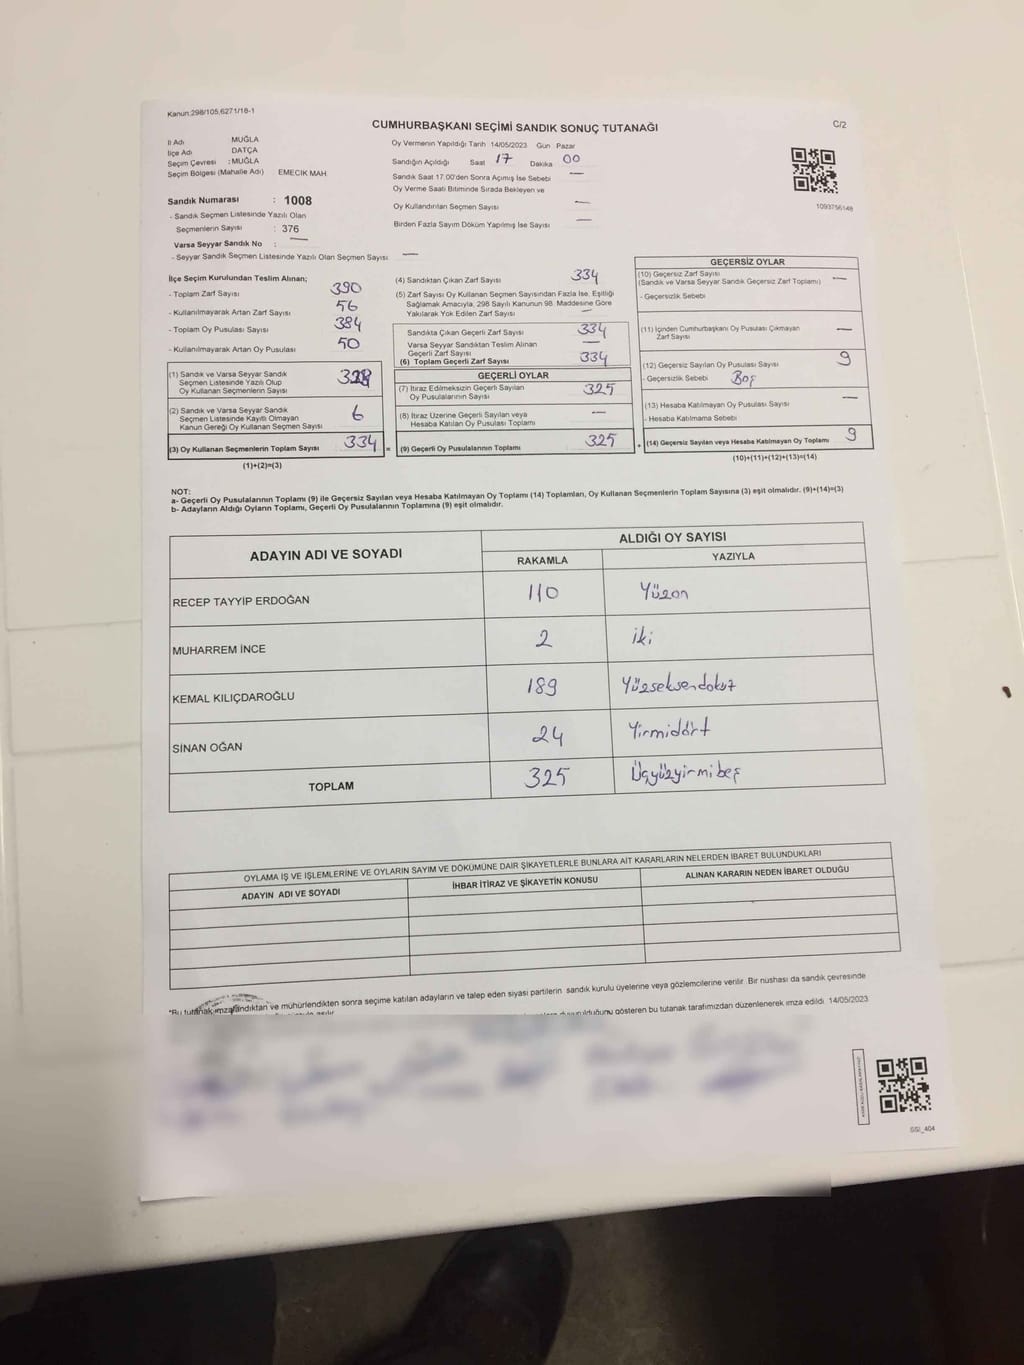 Kanun:298/105,6271/18-1
CUMHURBAŞKANI SEÇİMİ SANDIK SONUÇ TUTANAĞI
C/2
İl Adı MUĞLA
İlçe Adı DATÇA
Seçim Çevresi : MUĞLA
Seçim Bölgesi (Mahalle Adı) EMECİK MAH.
Sandık Numarası : 1008
- Sandık Seçmen Listesinde Yazılı Olan
Seçmenlerin Sayısı : 376
Varsa Seyyar Sandık No : —
- Seyyar Sandık Seçmen Listesinde Yazılı Olan Seçmen Sayısı: —
Oy Vermenin Yapıldığı Tarih 14/05/2023 Gün Pazar
Sandığın Açıldığı Saat 17 Dakika 00
Sandık Saat 17.00'den Sonra Açımış İse Sebebi —
Oy Verme Saati Bitiminde Sırada Bekleyen ve
Oy Kullandırılan Seçmen Sayısı —
Birden Fazla Sayım Döküm Yapılmış İse Sayısı —
1093756148
İlçe Seçim Kurulundan Teslim Alınan;
- Toplam Zarf Sayısı 390
- Kullanılmayarak Artan Zarf Sayısı 56
- Toplam Oy Pusulası Sayısı 384
- Kullanılmayarak Artan Oy Pusulası 50
(1) Sandık ve Varsa Seyyar Sandık
Seçmen Listesinde Yazılı Olup
Oy Kullanan Seçmenlerin Sayısı 328
(2) Sandık ve Varsa Seyyar Sandık
Seçmen Listesinde Kayıtlı Olmayan
Kanun Gereği Oy Kullanan Seçmen Sayısı 6
(3) Oy Kullanan Seçmenlerin Toplam Sayısı 334 =
(1)+(2)=(3)
(4) Sandıktan Çıkan Zarf Sayısı 334
(5) Zarf Sayısı Oy Kullanan Seçmen Sayısından Fazla İse, Eşitliği
Sağlamak Amacıyla, 298 Sayılı Kanunun 98. Maddesine Göre
Yakılarak Yok Edilen Zarf Sayısı —
Sandıkta Çıkan Geçerli Zarf Sayısı 334
Varsa Seyyar Sandıktan Teslim Alınan
Geçerli Zarf Sayısı —
(6) Toplam Geçerli Zarf Sayısı 334
GEÇERLİ OYLAR
(7) İtiraz Edilmeksizin Geçerli Sayılan
Oy Pusulalarının Sayısı 325
(8) İtiraz Üzerine Geçerli Sayılan veya
Hesaba Katılan Oy Pusulası Toplamı —
(9) Geçerli Oy Pusulalarının Toplamı 325 +
GEÇERSİZ OYLAR
(10) Geçersiz Zarf Sayısı
(Sandık ve Varsa Seyyar Sandık Geçersiz Zarf Toplamı) —
- Geçersizlik Sebebi
(11) İçinden Cumhurbaşkanı Oy Pusulası Çıkmayan
Zarf Sayısı —
(12) Geçersiz Sayılan Oy Pusulası Sayısı 9
- Geçersizlik Sebebi Boş
(13) Hesaba Katılmayan Oy Pusulası Sayısı —
- Hesaba Katılmama Sebebi
(14) Geçersiz Sayılan veya Hesaba Katılmayan Oy Toplamı 9
(10)+(11)+(12)+(13)=(14)
NOT:
a- Geçerli Oy Pusulalarının Toplamı (9) ile Geçersiz Sayılan veya Hesaba Katılmayan Oy Toplamı (14) Toplamları, Oy Kullanan Seçmenlerin Toplam Sayısına (3) eşit olmalıdır. (9)+(14)=(3)
b- Adayların Aldığı Oyların Toplamı, Geçerli Oy Pusulalarının Toplamına (9) eşit olmalıdır.
ADAYIN ADI VE SOYADI
ALDIĞI OY SAYISI
RAKAMLA YAZIYLA
RECEP TAYYİP ERDOĞAN 110 Yüzon
MUHARREM İNCE 2 iki
KEMAL KILIÇDAROĞLU 189 Yüzseksendokuz
SİNAN OĞAN 24 Yirmidört
TOPLAM 325 Üçyüzyirmibeş
OYLAMA İŞ VE İŞLEMLERİNE VE OYLARIN SAYIM VE DÖKÜMÜNE DAİR ŞİKAYETLERLE BUNLARA AİT KARARLARIN NELERDEN İBARET BULUNDUKLARI
ADAYIN ADI VE SOYADI İHBAR İTİRAZ VE ŞİKAYETİN KONUSU ALINAN KARARIN NEDEN İBARET OLDUĞU
*Bu tutanak imzalandıktan ve mühürlendikten sonra seçime katılan adayların ve talep eden siyasi partilerin sandık kurulu üyelerine veya gözlemcilerine verilir. Bir nüshası da sandık çevresinde
duyurulduğunu gösteren bu tutanak tarafımızdan düzenlenerek imza edildi. 14/05/2023
SSI_404